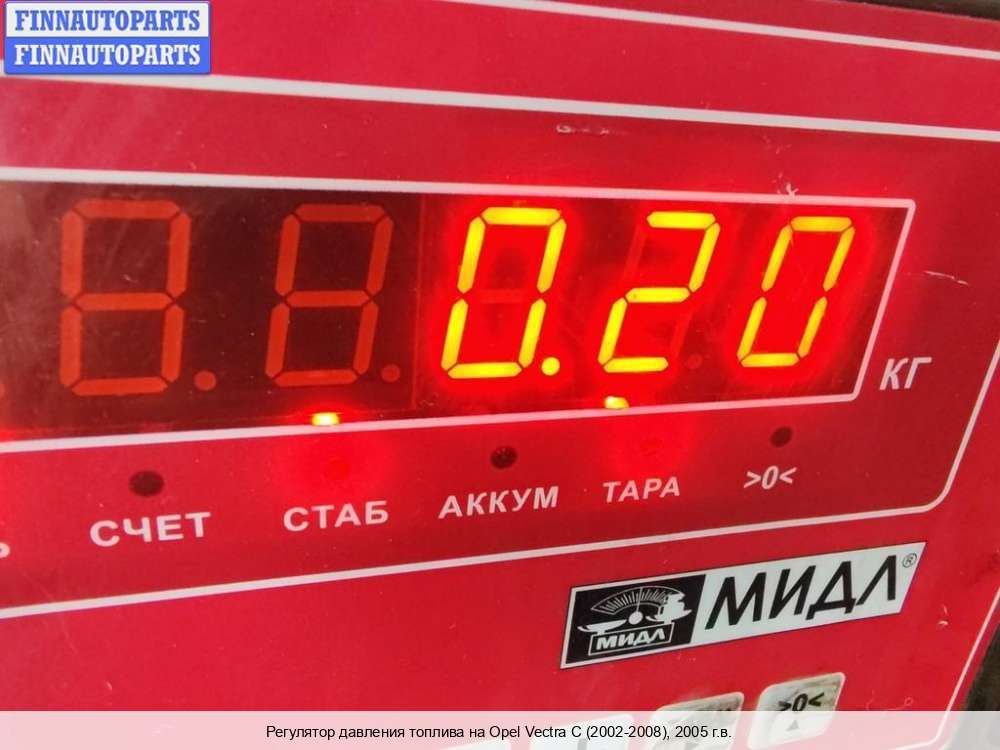 FINNAUTOPARTS
FINNAUTOPARTS
0.20
КГ
СЧЕТ СТАБ АККУМ ТАРА >0<
МИДЛ МИДЛ®
>0<
Регулятор давления топлива на Opel Vectra C (2002-2008), 2005 г.в.